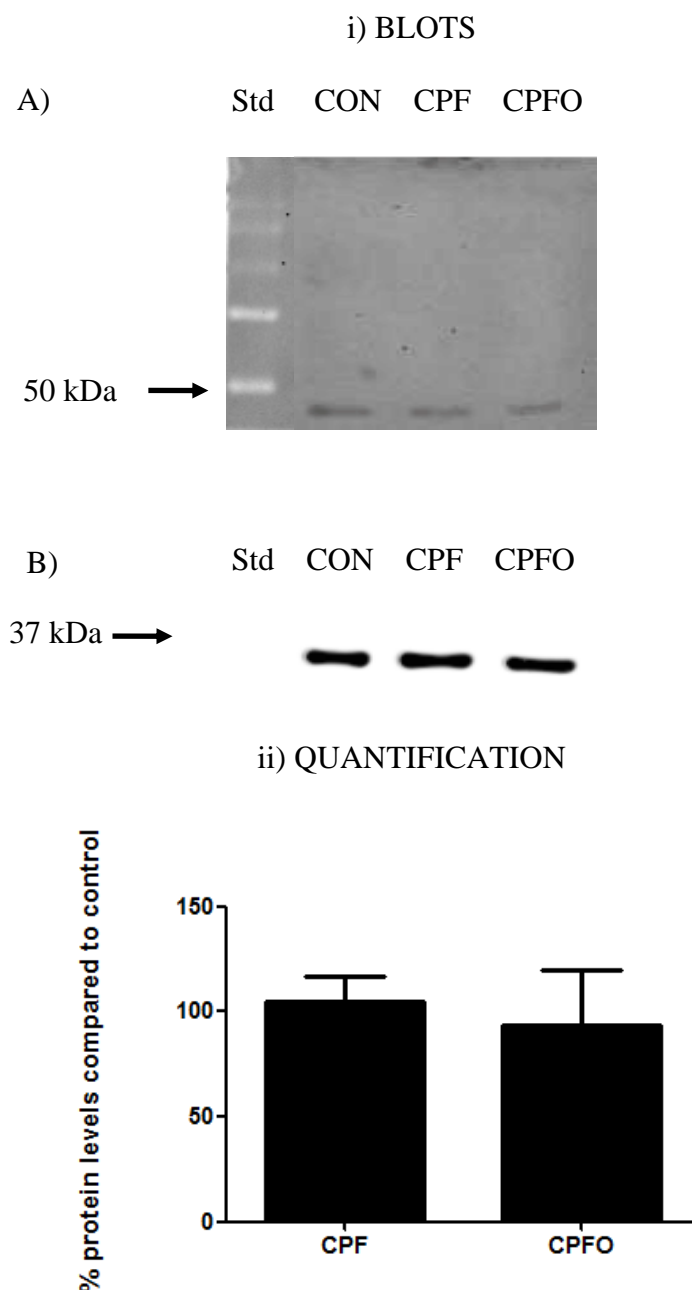 i) BLOTS
A) Std CON CPF CPFO
50 kDa
B) Std CON CPF CPFO
37 kDa
ii) QUANTIFICATION
% protein levels compared to control
150
100
50
0
CPF CPFO